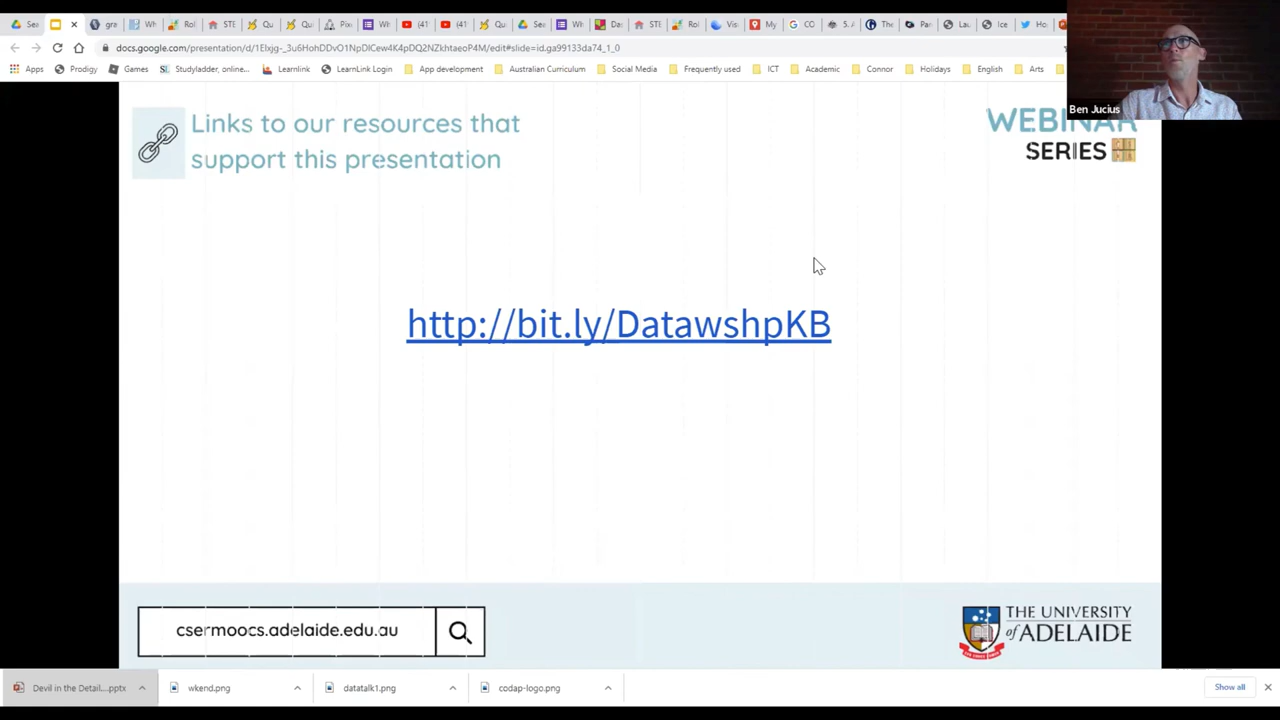 docs.google.com/presentation/d/1Elxjg-_3u6HohDDvO1NpDlCew4K4pDQ2NZkhtaeoP4M/edit#slide=id.ga99133da74_1_0
Apps
Prodigy
Games
Studyladder, online...
Learnlink
LearnLink Login
App development
Australian Curriculum
Social Media
Frequently used
ICT
Academic
Connor
Holidays
English
Arts
Ben Jucius
Links to our resources that
support this presentation
WEBINAR
SERIES
http://bit.ly/DatawshpKB
csermoocs.adelaide.edu.au
THE UNIVERSITY
of ADELAIDE
Devil in the Detail....pptx
wkend.png
datatalk1.png
codap-logo.png
Show all